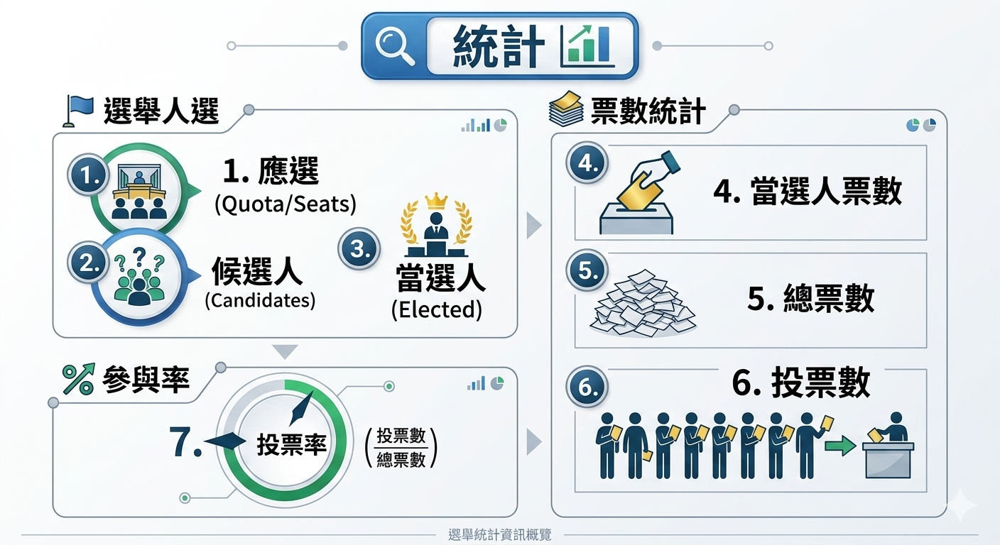 統計
選舉人選
1.
1. 應選
(Quota/Seats)
2.
候選人
(Candidates)
3.
當選人
(Elected)
參與率
7.
投票率
(投票數
總票數)
票數統計
4.
4. 當選人票數
5.
5. 總票數
6.
6. 投票數
選舉統計資訊概覽